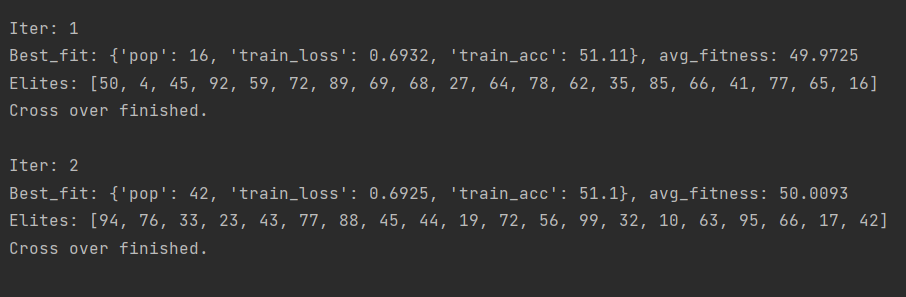 Iter: 1
Best_fit: {'pop': 16, 'train_loss': 0.6932, 'train_acc': 51.11}, avg_fitness: 49.9725
Elites: [50, 4, 45, 92, 59, 72, 89, 69, 68, 27, 64, 78, 62, 35, 85, 66, 41, 77, 65, 16]
Cross over finished.
Iter: 2
Best_fit: {'pop': 42, 'train_loss': 0.6925, 'train_acc': 51.1}, avg_fitness: 50.0093
Elites: [94, 76, 33, 23, 43, 77, 88, 45, 44, 19, 72, 56, 99, 32, 10, 63, 95, 66, 17, 42]
Cross over finished.